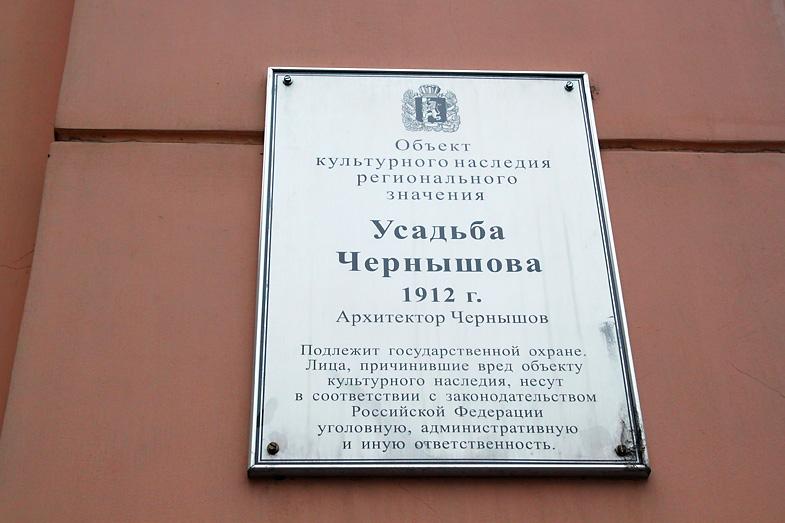 Объект
культурного наследия
регионального
значения
Усадьба
Чернышова
1912 г.
Архитектор Чернышов
Подлежит государственной охране.
Лица, причинившие вред объекту
культурного наследия, несут
в соответствии с законодательством
Российской Федерации
уголовную, административную
и иную ответственность.